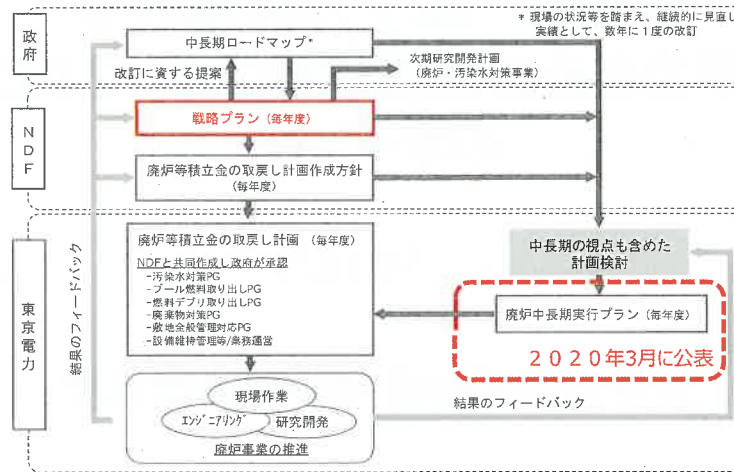 政府
中長期ロードマップ*
* 現場の状況等を踏まえ、継続的に見直し
実績として、数年に1度の改訂
改訂に資する提案
次期研究開発計画
（廃炉・汚染水対策事業）
NDF
戦略プラン（毎年度）
廃炉等積立金の取戻し計画作成方針
（毎年度）
東京電力
結果のフィードバック
廃炉等積立金の取戻し計画 （毎年度）
NDFと共同作成し政府が承認
−汚染水対策PG
−プール燃料取り出しPG
−燃料デブリ取り出しPG
−廃棄物対策PG
−敷地全般管理対応PG
−設備維持管理等/業務運営
中長期の視点も含めた
計画検討
廃炉中長期実行プラン（毎年度）
２０２０年3月に公表
現場作業
エンジニアリング
研究開発
廃炉事業の推進
結果のフィードバック